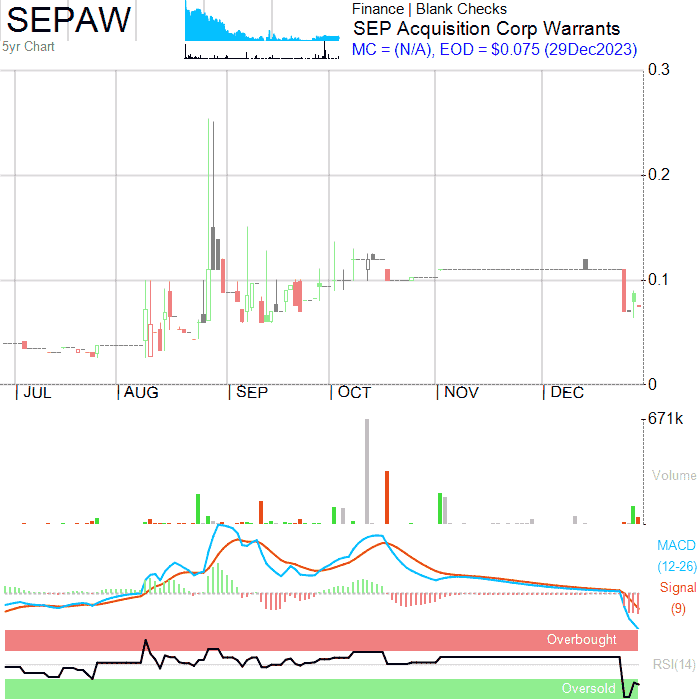 SEPAW
5yr Chart
Finance | Blank Checks
SEP Acquisition Corp Warrants
MC = (N/A), EOD = $0.075 (29Dec2023)
0.3
0.2
0.1
0
JUL AUG SEP OCT NOV DEC
671k
Volume
MACD
(12-26)
Signal
(9)
Overbought
RSI(14)
Oversold